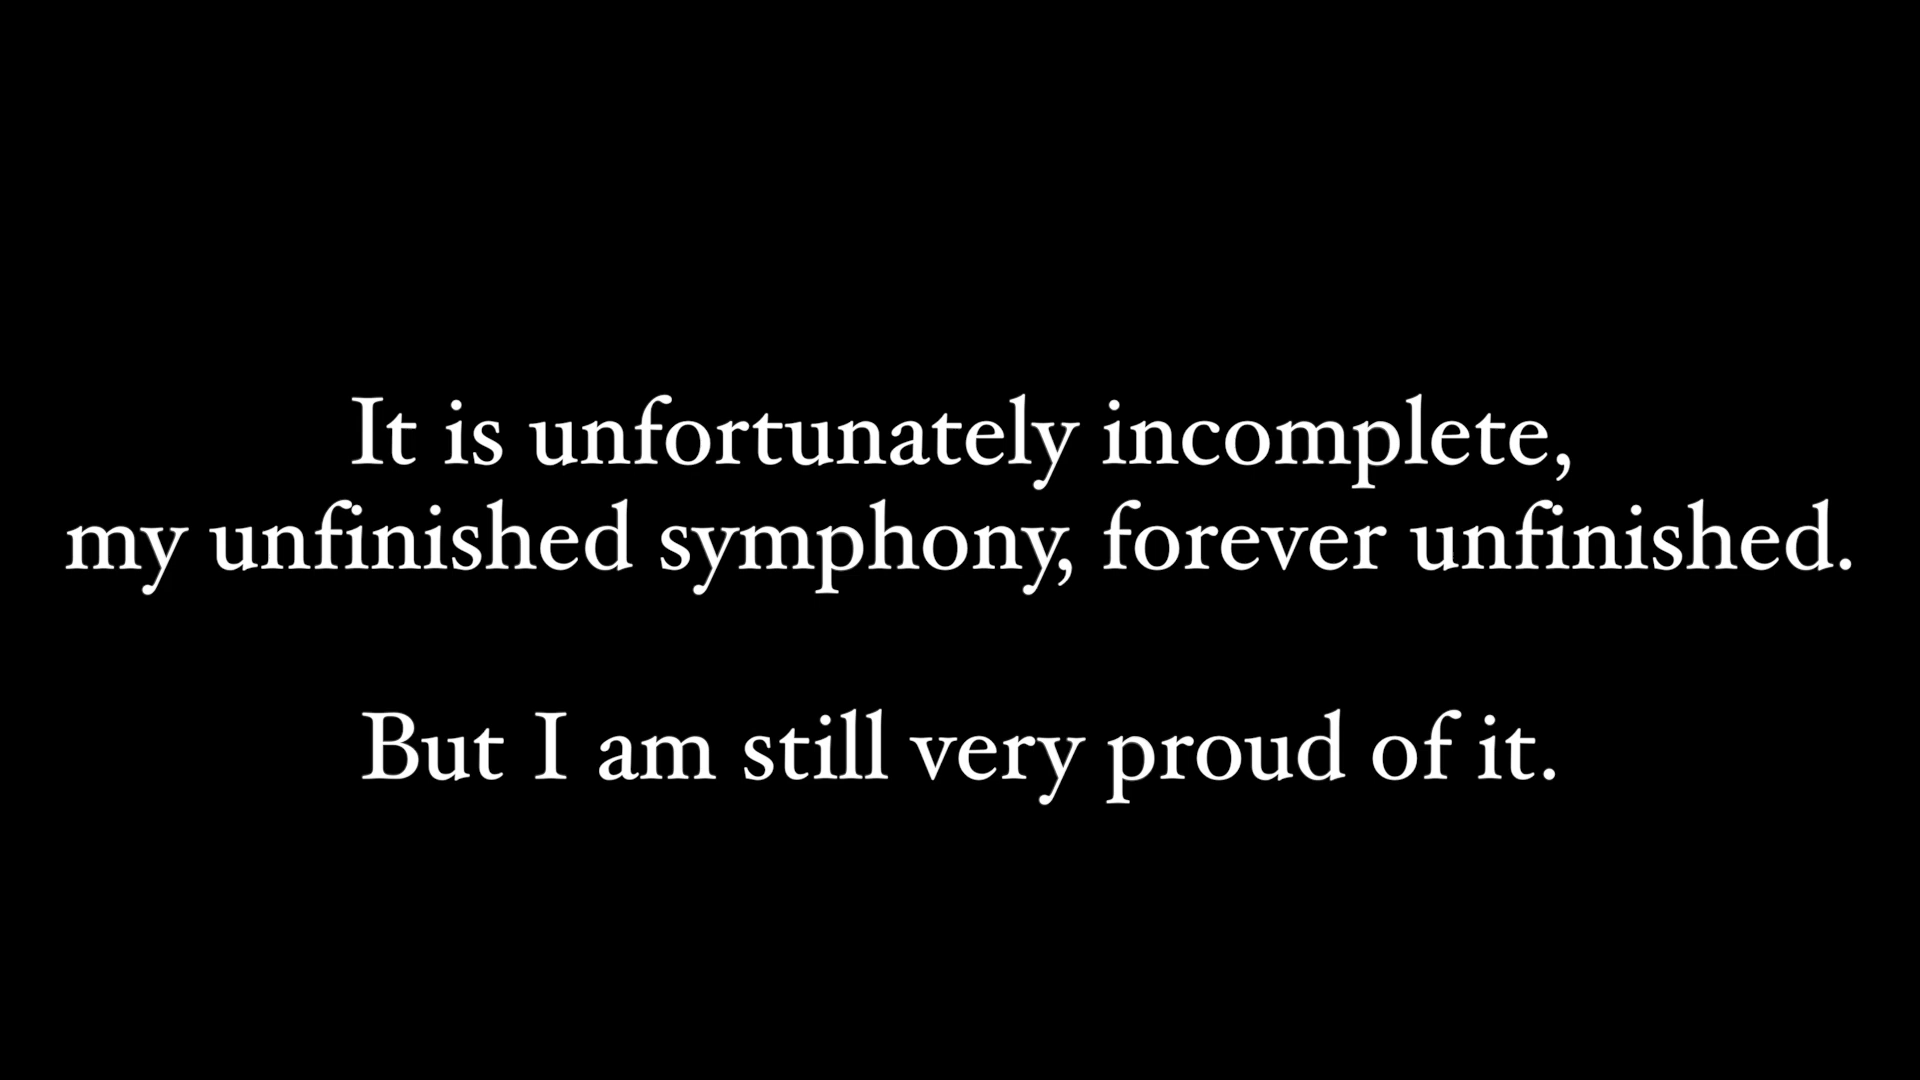 It is unfortunately incomplete,
my unfinished symphony, forever unfinished.
But I am still very proud of it.